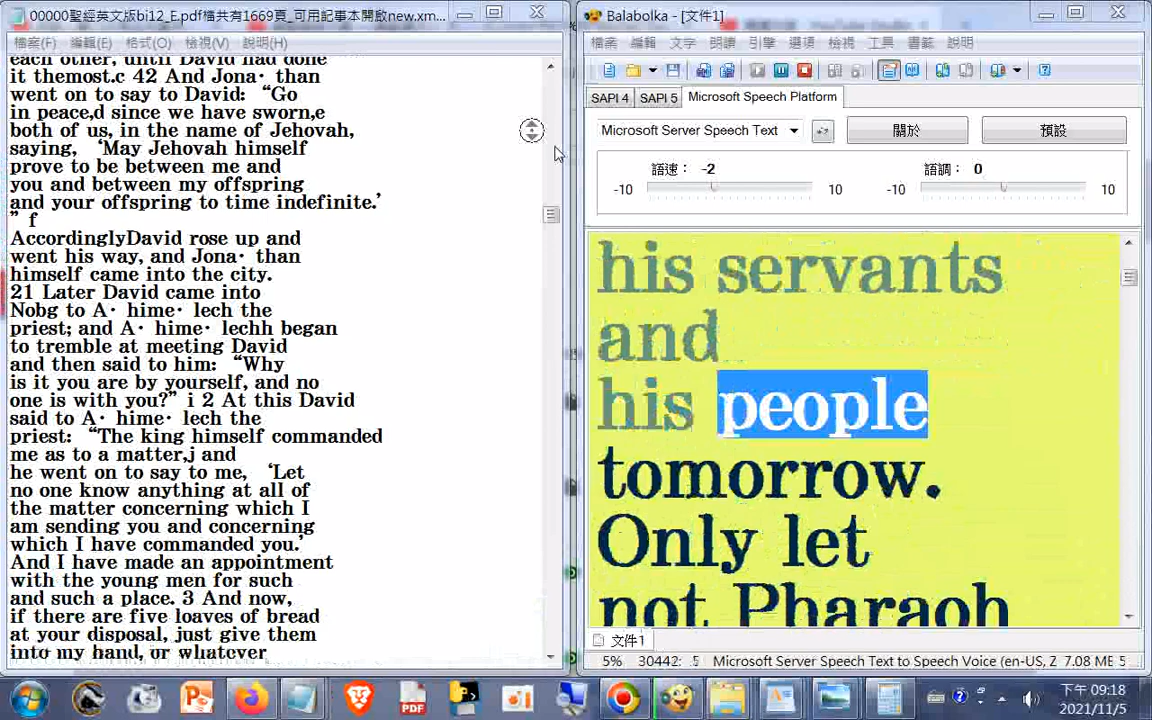 00000聖經英文版bi12_E.pdf檔共有1669頁_可用記事本開啟new.xm...
檔案(F) 編輯(E) 格式(O) 檢視(V) 說明(H)
each other, until David had done
it themost.c 42 And Jona· than
went on to say to David: “Go
in peace,d since we have sworn,e
both of us, in the name of Jehovah,
saying, ‘May Jehovah himself
prove to be between me and
you and between my offspring
and your offspring to time indefinite.’
” f
AccordinglyDavid rose up and
went his way, and Jona· than
himself came into the city.
21 Later David came into
Nobg to A· hime· lech the
priest; and A· hime· lechh began
to tremble at meeting David
and then said to him: “Why
is it you are by yourself, and no
one is with you?” i 2 At this David
said to A· hime· lech the
priest: “The king himself commanded
me as to a matter,j and
he went on to say to me, ‘Let
no one know anything at all of
the matter concerning which I
am sending you and concerning
which I have commanded you.’
And I have made an appointment
with the young men for such
and such a place. 3 And now,
if there are five loaves of bread
at your disposal, just give them
into my hand, or whatever
Balabolka - [文件1]
檔案 編輯 文字 朗讀 引擎 選項 檢視 工具 書籤 說明
SAPI 4 SAPI 5 Microsoft Speech Platform
Microsoft Server Speech Text 關於 預設
語速： -2 語調： 0
-10 10 -10 10
his servants
and
his people
tomorrow.
Only let
not Pharaoh
文件1
5% 30442: .5 Microsoft Server Speech Text to Speech Voice (en-US, 2 7.08 MB 5
PDF
下午 09:18
2021/11/5